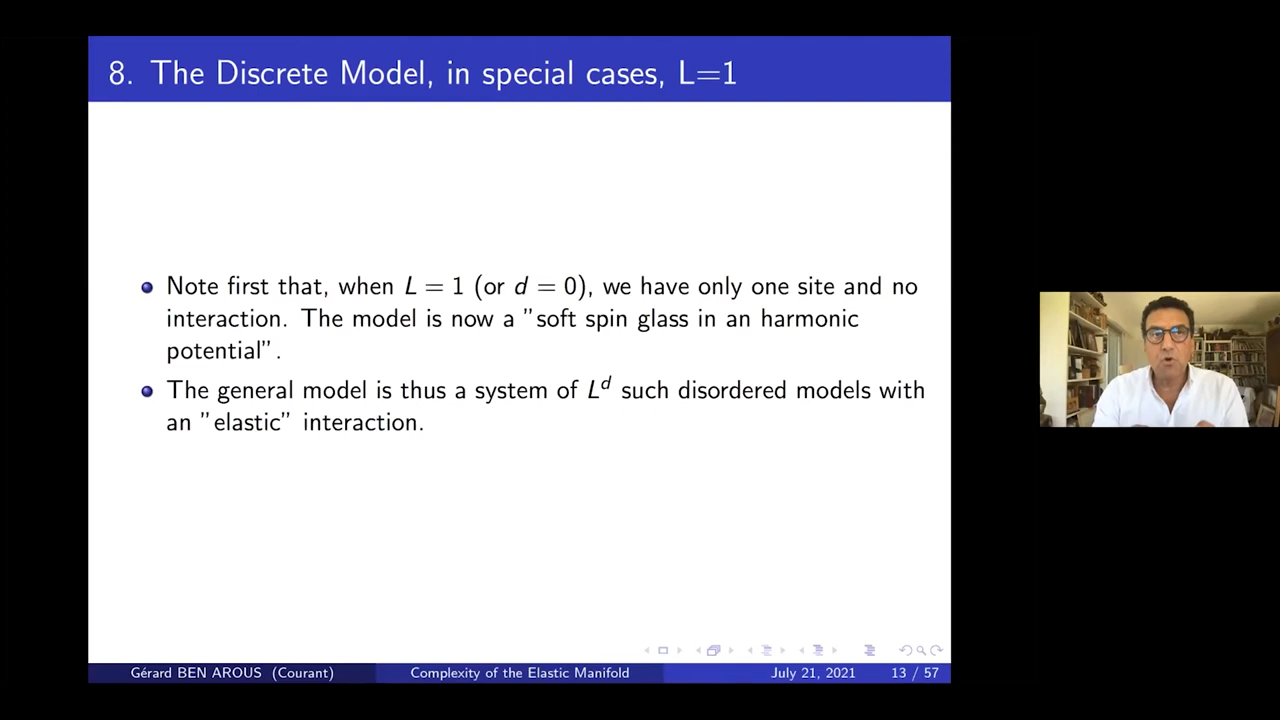 8. The Discrete Model, in special cases, L=1
Note first that, when L = 1 (or d = 0), we have only one site and no
interaction. The model is now a "soft spin glass in an harmonic
potential".
The general model is thus a system of L^d such disordered models with
an "elastic" interaction.
Gérard BEN AROUS (Courant) Complexity of the Elastic Manifold July 21, 2021 13 / 57